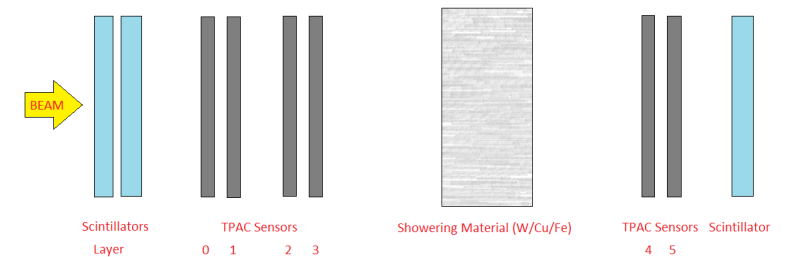 BEAM
Scintillators
TPAC Sensors
Showering Material (W/Cu/Fe)
TPAC Sensors
Scintillator
Layer
0
1
2
3
4
5